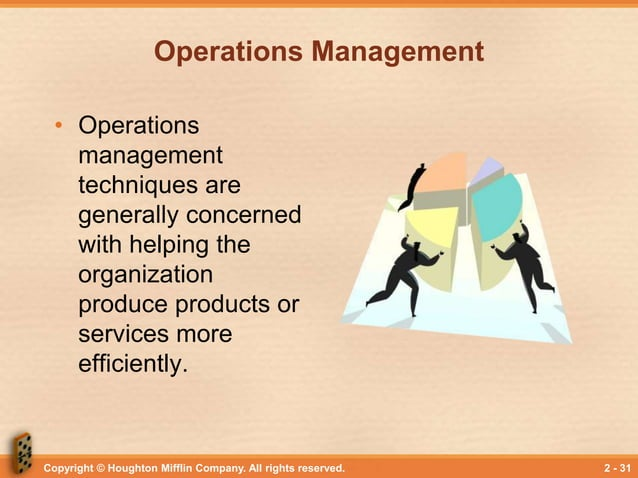 Operations Management
• Operations
management
techniques are
generally concerned
with helping the
organization
produce products or
services more
efficiently.
Copyright © Houghton Mifflin Company. All rights reserved.
2 - 31